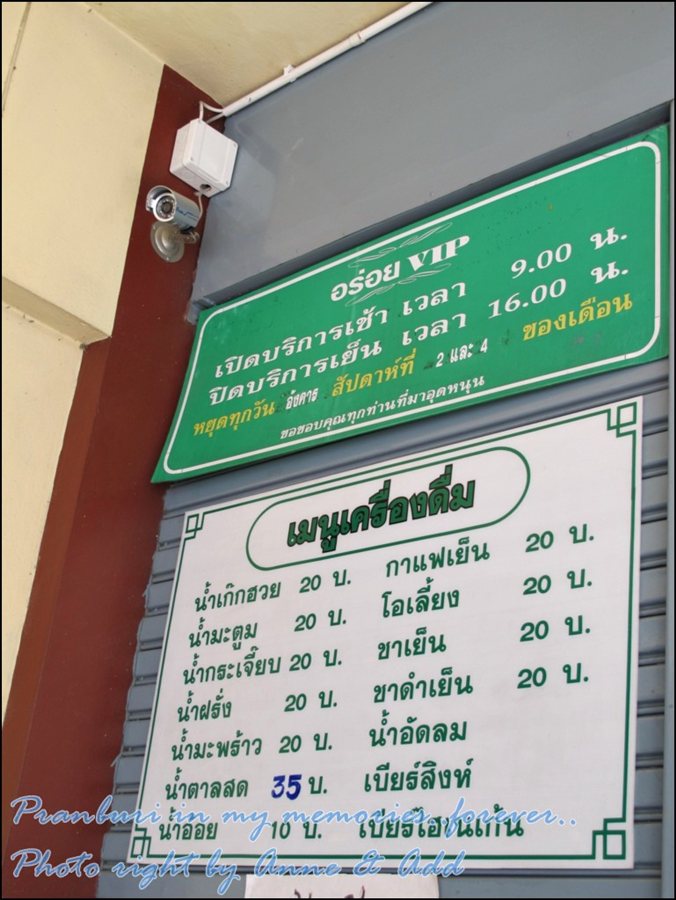 อร่อย VIP
เปิดบริการเช้า เวลา 9.00 น.
ปิดบริการเย็น เวลา 16.00 น.
หยุดทุกวัน อังคาร สัปดาห์ที่ 2 และ 4 ของเดือน
ขอขอบคุณทุกท่านที่มาอุดหนุน
เมนูเครื่องดื่ม
น้ำเก๊กฮวย 20 บ. กาแฟเย็น 20 บ.
น้ำมะตูม 20 บ. โอเลี้ยง 20 บ.
น้ำกระเจี๊ยบ 20 บ. ชาเย็น 20 บ.
น้ำฝรั่ง 20 บ. ชาดำเย็น 20 บ.
น้ำมะพร้าว 20 บ. น้ำอัดลม
น้ำตาลสด 35 บ. เบียร์สิงห์
น้ำอ้อย 10 บ. เบียร์ไฮเนเก้น
Pranburi in my memories..forever..
Photo right by Anne & Add